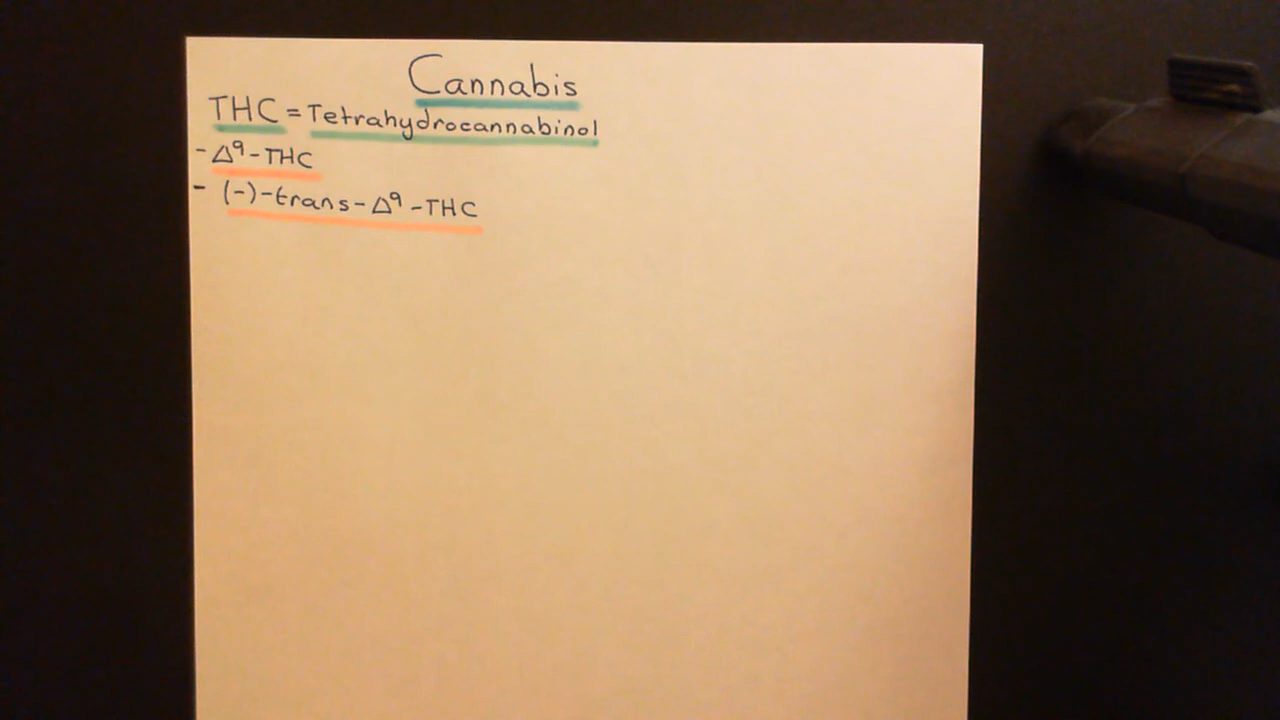 Cannabis
THC = Tetrahydrocannabinol
- Δ⁹-THC
- (-)-trans-Δ⁹-THC